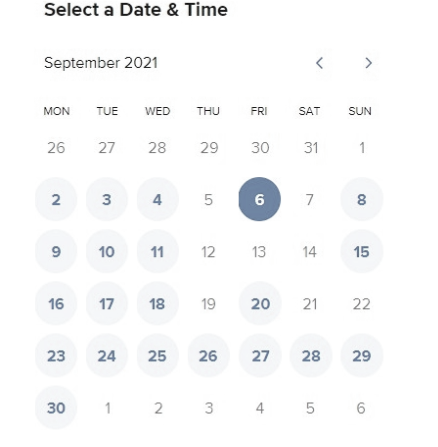 Select a Date & Time
September 2021
MON TUE WED THU FRI SAT SUN
26 27 28 29 30 31 1
2 3 4 5 6 7 8
9 10 11 12 13 14 15
16 17 18 19 20 21 22
23 24 25 26 27 28 29
30 1 2 3 4 5 6